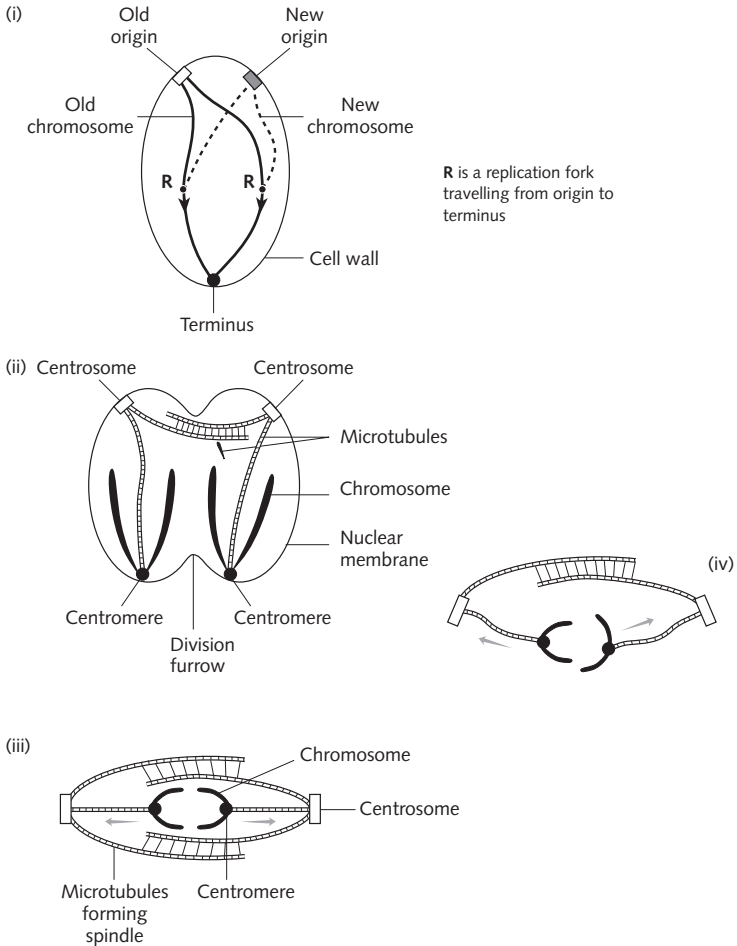 (i)
Old
origin
New
origin
Old
chromosome
New
chromosome
R
R
R is a replication fork
travelling from origin to
terminus
Cell wall
Terminus
(ii)
Centrosome
Centrosome
Microtubules
Chromosome
Nuclear
membrane
Centromere
Centromere
Division
furrow
(iv)
(iii)
Chromosome
Centrosome
Microtubules
forming
spindle
Centromere